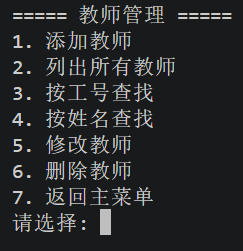 ===== 教师管理 =====
1. 添加教师
2. 列出所有教师
3. 按工号查找
4. 按姓名查找
5. 修改教师
6. 删除教师
7. 返回主菜单
请选择: